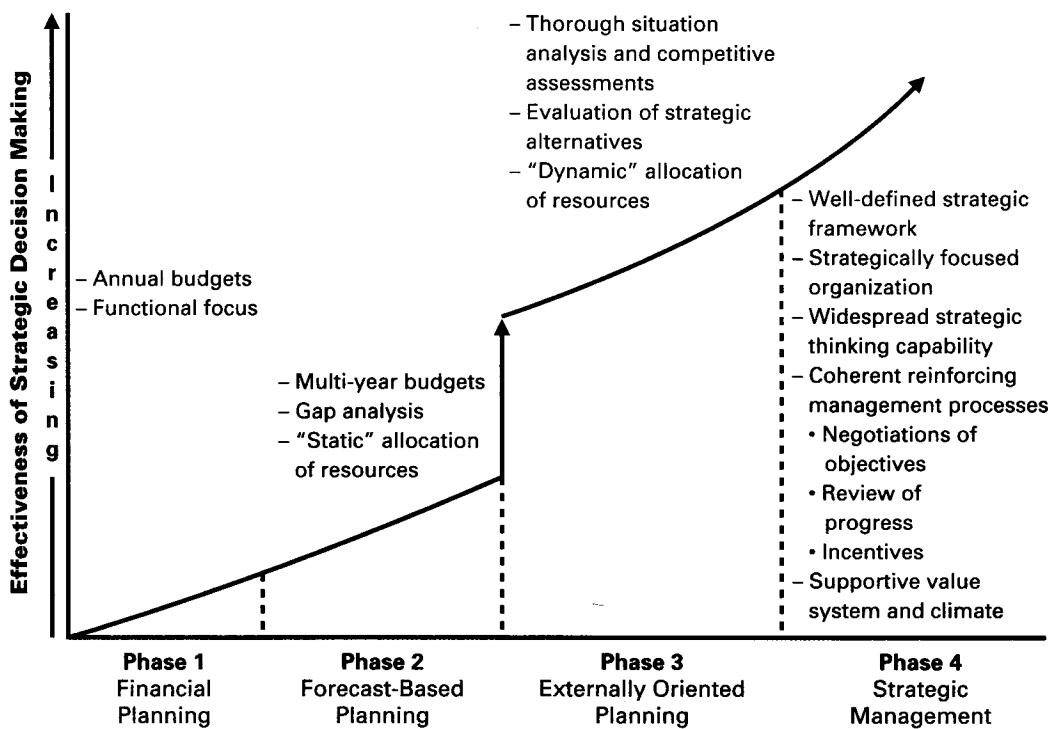 Effectiveness of Strategic Decision Making
Increasing
– Annual budgets
– Functional focus
– Multi-year budgets
– Gap analysis
– “Static” allocation
of resources
– Thorough situation
analysis and competitive
assessments
– Evaluation of strategic
alternatives
– “Dynamic” allocation
of resources
– Well-defined strategic
framework
– Strategically focused
organization
– Widespread strategic
thinking capability
– Coherent reinforcing
management processes
• Negotiations of
objectives
• Review of
progress
• Incentives
– Supportive value
system and climate
Phase 1
Financial
Planning
Phase 2
Forecast-Based
Planning
Phase 3
Externally Oriented
Planning
Phase 4
Strategic
Management